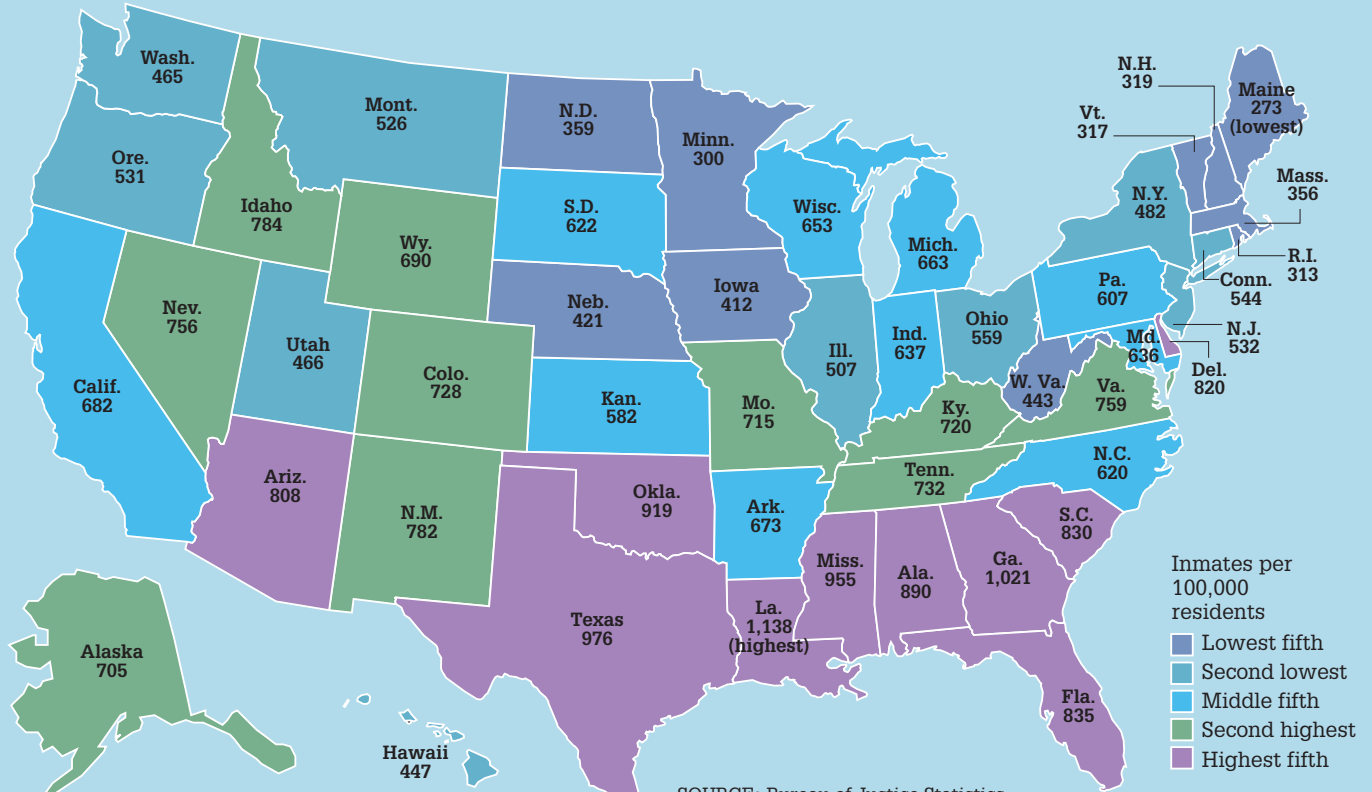 Wash.
465
Ore.
531
Calif.
682
Idaho
784
Nev.
756
Mont.
526
Wy.
690
Utah
466
Colo.
728
Ariz.
808
N.M.
782
N.D.
359
S.D.
622
Neb.
421
Kan.
582
Okla.
919
Texas
976
Minn.
300
Iowa
412
Mo.
715
Ark.
673
La.
1,138
(highest)
Wisc.
653
Ill.
507
Mich.
663
Ind.
637
Ohio
559
Ky.
720
Tenn.
732
Miss.
955
Ala.
890
Ga.
1,021
Fla.
835
S.C.
830
N.C.
620
Va.
759
W. Va.
443
Md.
636
Del.
820
Pa.
607
N.J.
532
N.Y.
482
Conn.
544
R.I.
313
Mass.
356
Vt.
317
N.H.
319
Maine
273
(lowest)
Alaska
705
Hawaii
447
Inmates per
100,000
residents
Lowest fifth
Second lowest
Middle fifth
Second highest
Highest fifth
SOURCE: Bureau of Justice Statistics